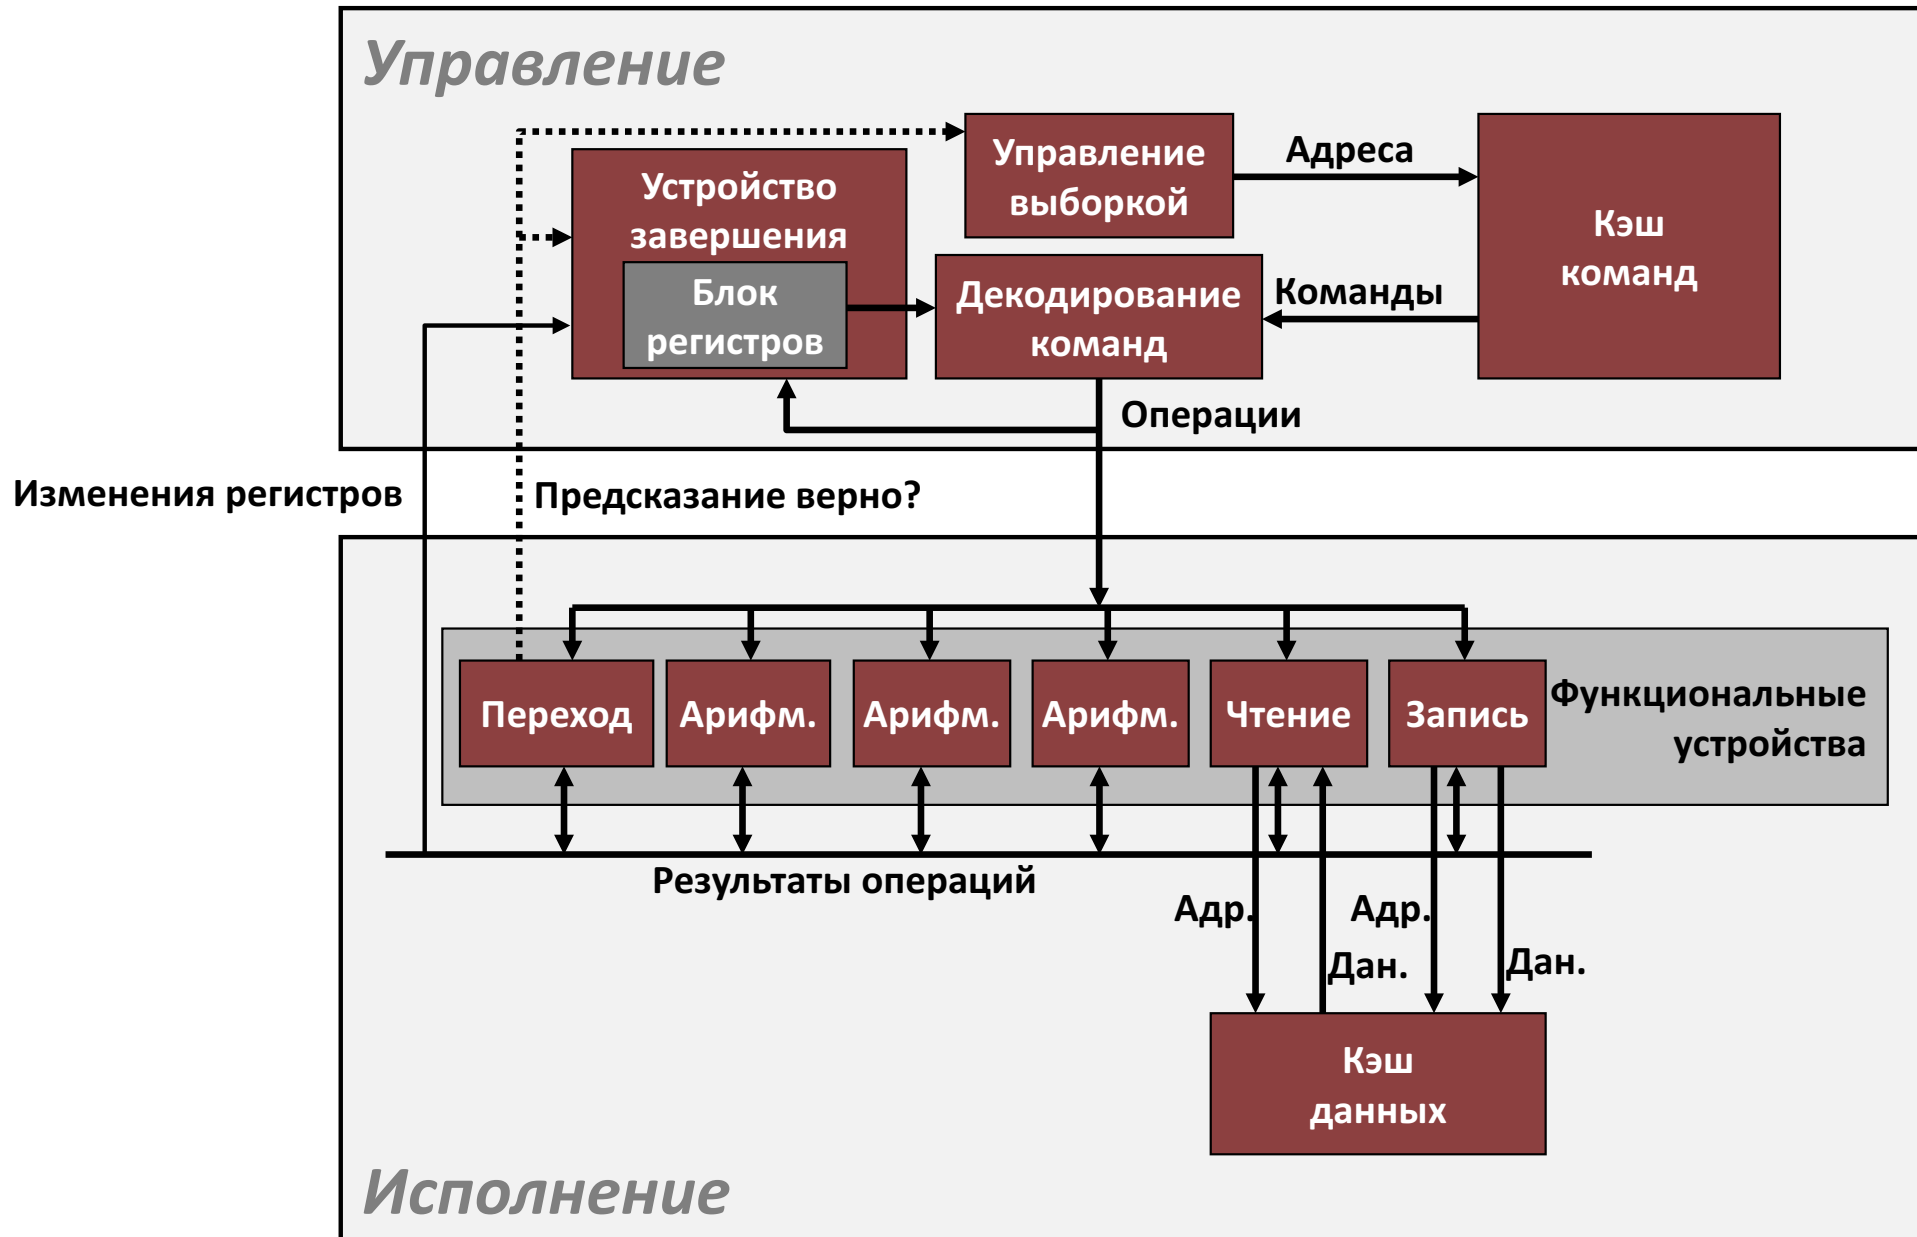 Управление
Управление
выборкой
Адреса
Кэш
команд
Устройство
завершения
Блок
регистров
Декодирование
команд
Команды
Операции
Изменения регистров
Предсказание верно?
Переход
Арифм.
Арифм.
Арифм.
Чтение
Запись
Функциональные
устройства
Результаты операций
Адр.
Дан.
Адр.
Дан.
Кэш
данных
Исполнение